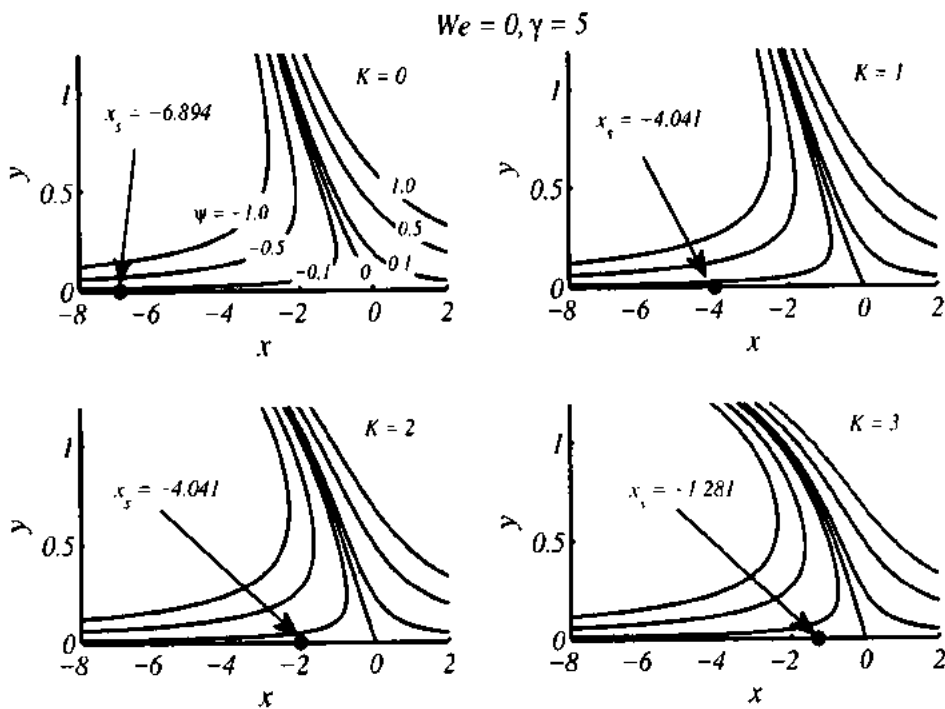 We = 0, γ = 5
K = 0
x_s = −6.894
ψ = −1.0
−0.5
−0.1
0
0.1
0.5
1.0
y
1
0.5
0
−8 −6 −4 −2 0 2
x
K = 1
x_s = −4.041
y
1
0.5
0
−8 −6 −4 −2 0 2
x
K = 2
x_s = −4.041
y
1
0.5
0
−8 −6 −4 −2 0 2
x
K = 3
x_s = −1.281
y
1
0.5
0
−8 −6 −4 −2 0 2
x